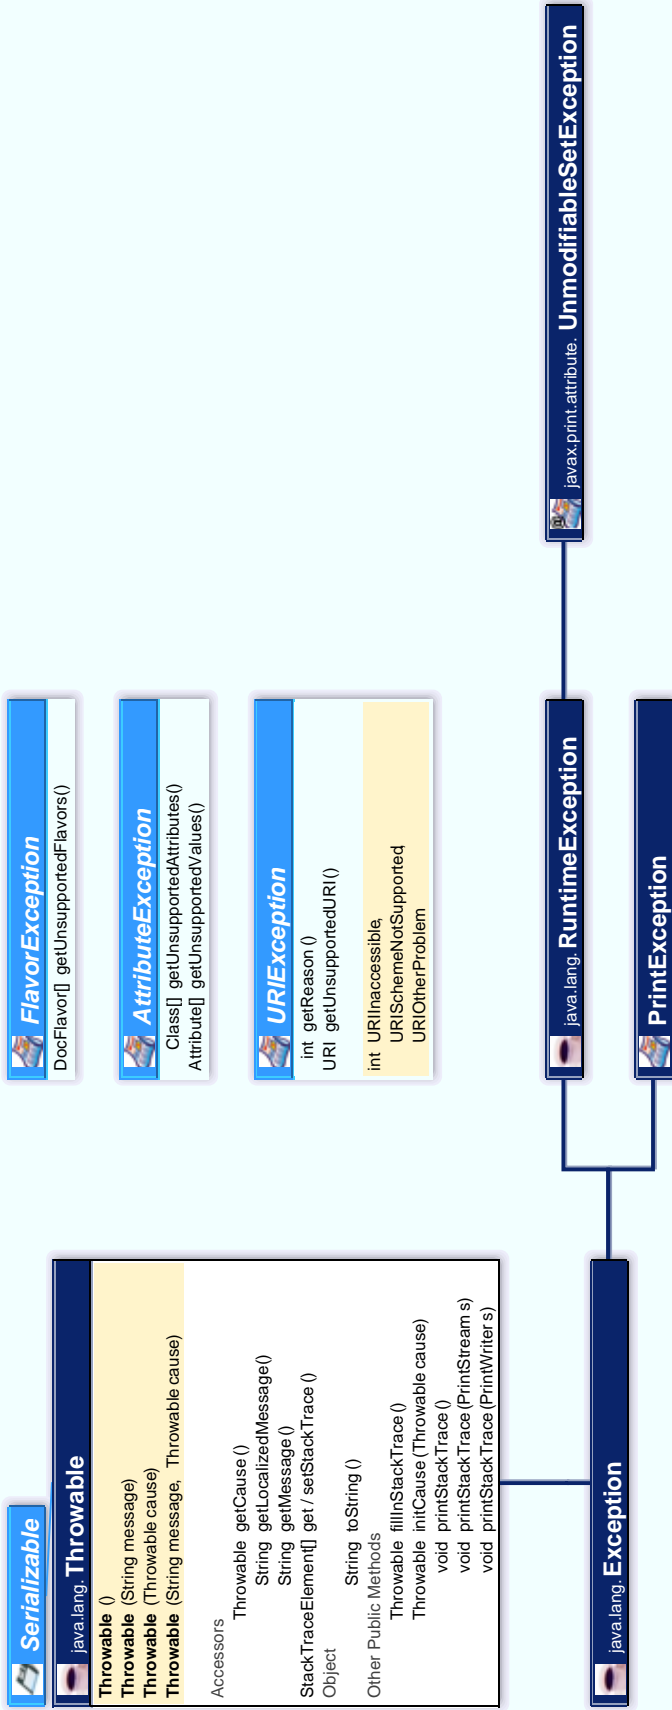 Serializable
java.lang. Throwable
Throwable ()
Throwable (String message)
Throwable (Throwable cause)
Throwable (String message, Throwable cause)
Accessors
Throwable getCause ()
String getLocalizedMessage()
String getMessage ()
StackTraceElement[] get / setStackTrace ()
Object
String toString ()
Other Public Methods
Throwable fillInStackTrace ()
Throwable initCause (Throwable cause)
void printStackTrace ()
void printStackTrace (PrintStream s)
void printStackTrace (PrintWriter s)
java.lang. Exception
FlavorException
DocFlavor[] getUnsupportedFlavors()
AttributeException
Class[] getUnsupportedAttributes()
Attribute[] getUnsupportedValues()
URIException
int getReason ()
URI getUnsupportedURI()
int URIInaccessible,
URISchemeNotSupported,
URIOtherProblem
java.lang. RuntimeException
PrintException
javax.print.attribute. UnmodifiableSetException